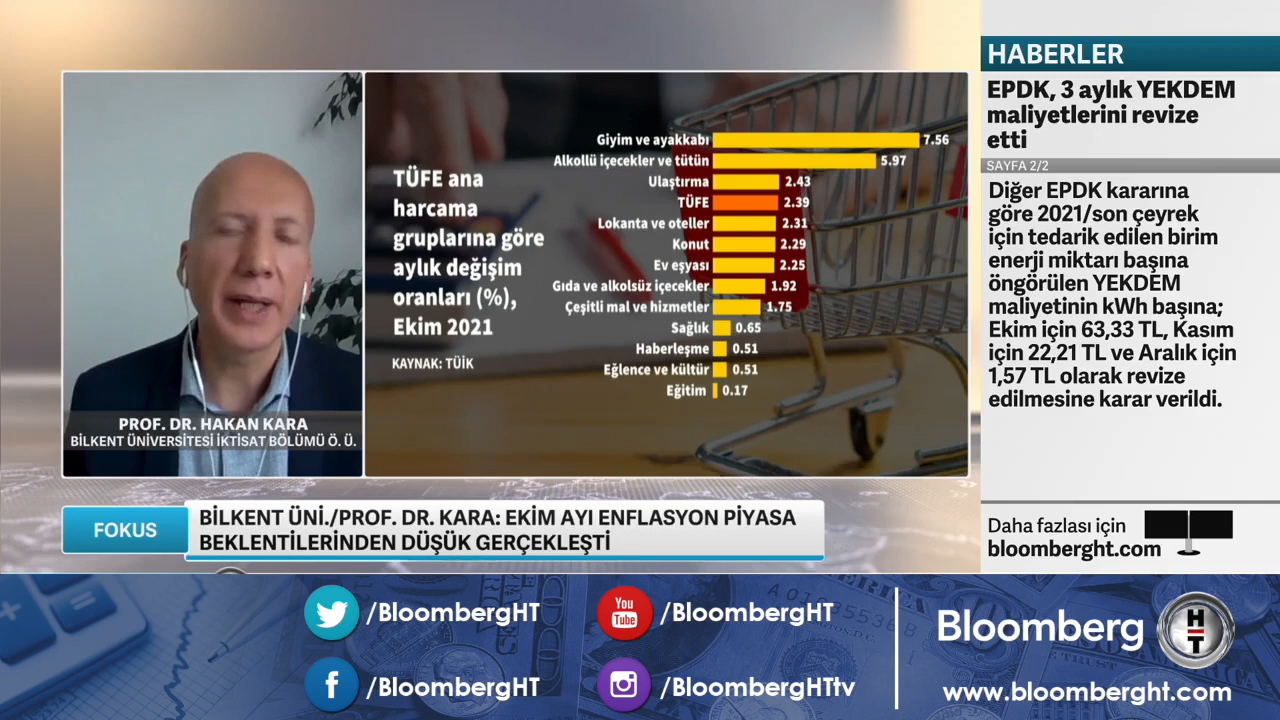 HABERLER
EPDK, 3 aylık YEKDEM
maliyetlerini revize
etti
SAYFA 2/2
Diğer EPDK kararına
göre 2021/son çeyrek
için tedarik edilen birim
enerji miktarı başına
öngörülen YEKDEM
maliyetinin kWh başına;
Ekim için 63,33 TL, Kasım
için 22,21 TL ve Aralık için
1,57 TL olarak revize
edilmesine karar verildi.
Daha fazlası için
bloomberght.com
TÜFE ana
harcama
gruplarına göre
aylık değişim
oranları (%),
Ekim 2021
KAYNAK: TÜİK
Giyim ve ayakkabı 7.56
Alkollü içecekler ve tütün 5.97
Ulaştırma 2.43
TÜFE 2.39
Lokanta ve oteller 2.31
Konut 2.29
Ev eşyası 2.25
Gıda ve alkolsüz içecekler 1.92
Çeşitli mal ve hizmetler 1.75
Sağlık 0.65
Haberleşme 0.51
Eğlence ve kültür 0.51
Eğitim 0.17
PROF. DR. HAKAN KARA
BİLKENT ÜNİVERSİTESİ İKTİSAT BÖLÜMÜ Ö. Ü.
FOKUS
BİLKENT ÜNİ./PROF. DR. KARA: EKİM AYI ENFLASYON PİYASA
BEKLENTİLERİNDEN DÜŞÜK GERÇEKLEŞTİ
/BloombergHT
You
Tube
/BloombergHT
f
/BloombergHT
/BloombergHTtv
Bloomberg HT
www.bloomberght.com